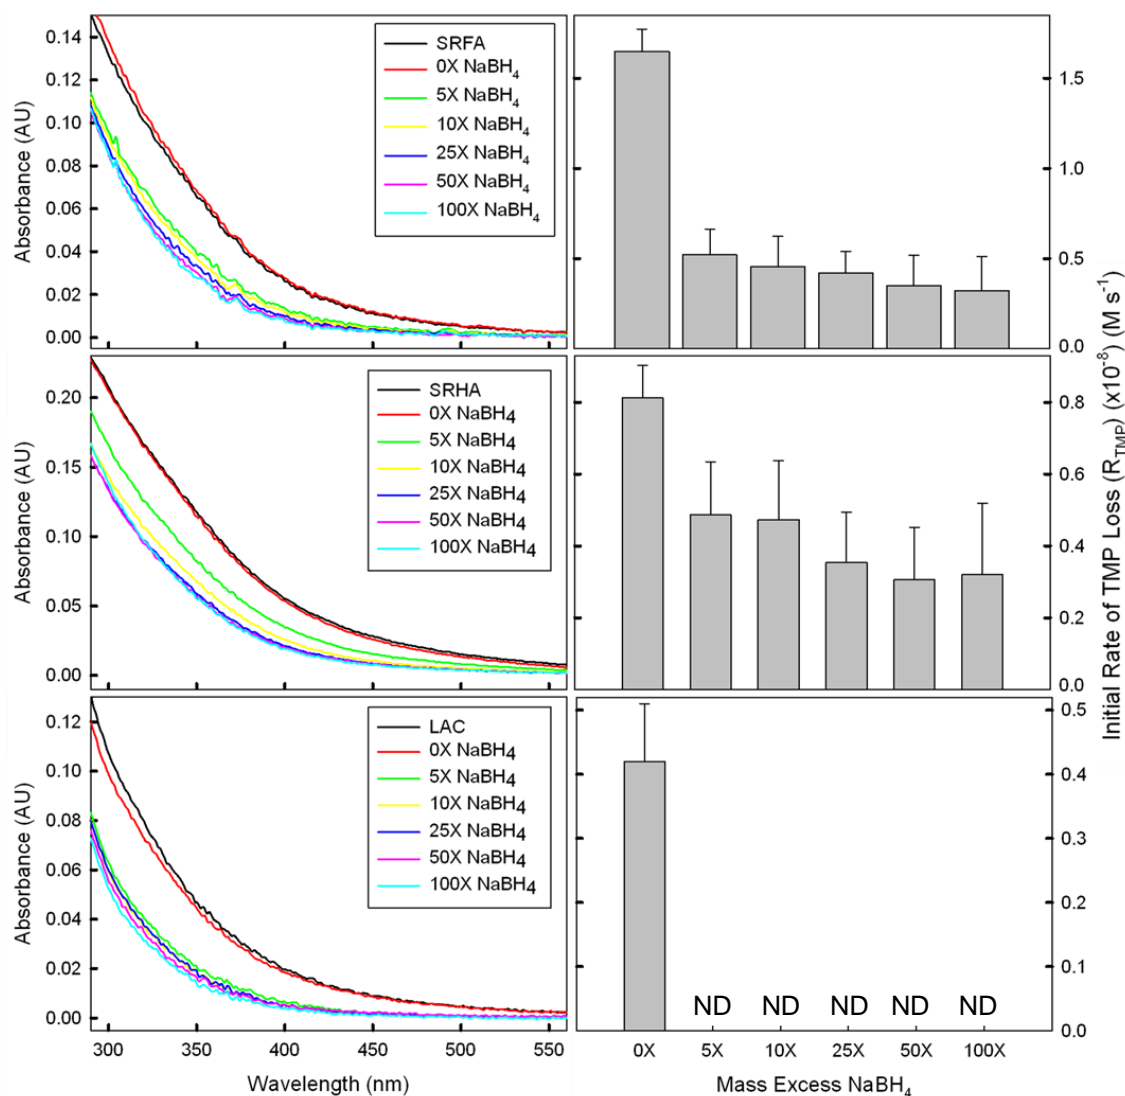 SRFA
0X NaBH4
5X NaBH4
10X NaBH4
25X NaBH4
50X NaBH4
100X NaBH4
Absorbance (AU)
0.14
0.12
0.10
0.08
0.06
0.04
0.02
0.00
1.5
1.0
0.5
0.0
SRHA
0X NaBH4
5X NaBH4
10X NaBH4
25X NaBH4
50X NaBH4
100X NaBH4
Absorbance (AU)
0.20
0.15
0.10
0.05
0.00
0.8
0.6
0.4
0.2
0.0
Initial Rate of TMP Loss (RTMP) (x10-8) (M s-1)
LAC
0X NaBH4
5X NaBH4
10X NaBH4
25X NaBH4
50X NaBH4
100X NaBH4
Absorbance (AU)
0.12
0.10
0.08
0.06
0.04
0.02
0.00
0.5
0.4
0.3
0.2
0.1
0.0
ND ND ND ND ND
300 350 400 450 500 550
Wavelength (nm)
0X 5X 10X 25X 50X 100X
Mass Excess NaBH4